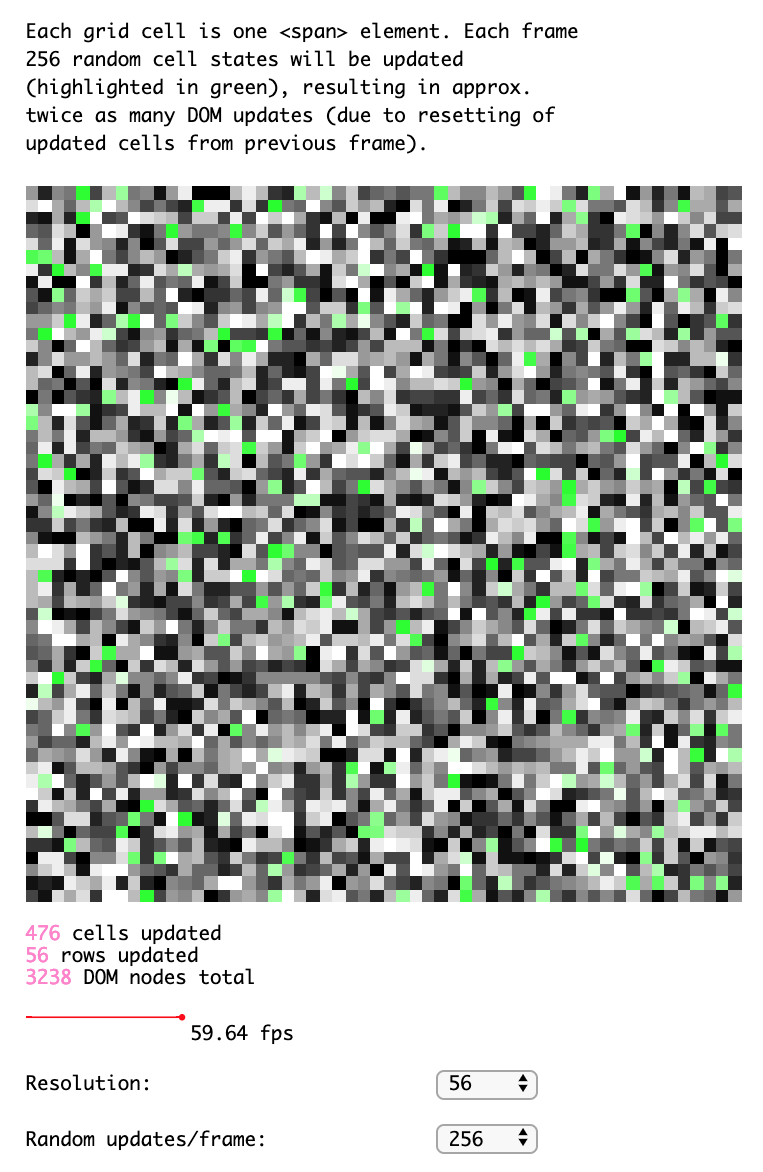 Each grid cell is one <span> element. Each frame
256 random cell states will be updated
(highlighted in green), resulting in approx.
twice as many DOM updates (due to resetting of
updated cells from previous frame).
476 cells updated
56 rows updated
3238 DOM nodes total
59.64 fps
Resolution: 56
Random updates/frame: 256